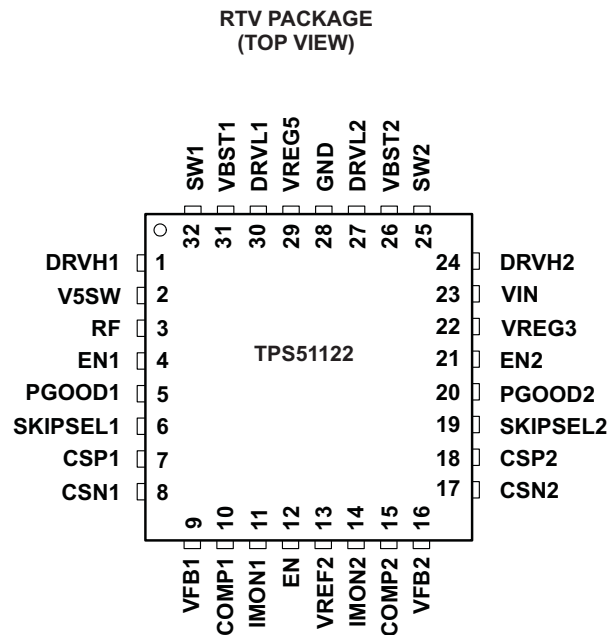 RTV PACKAGE
(TOP VIEW)
SW1
VBST1
DRVL1
VREG5
GND
DRVL2
VBST2
SW2
32
31
30
29
28
27
26
25
DRVH1 1
V5SW 2
RF 3
EN1 4
PGOOD1 5
SKIPSEL1 6
CSP1 7
CSN1 8
TPS51122
24 DRVH2
23 VIN
22 VREG3
21 EN2
20 PGOOD2
19 SKIPSEL2
18 CSP2
17 CSN2
9
10
11
12
13
14
15
16
VFB1
COMP1
IMON1
EN
VREF2
IMON2
COMP2
VFB2